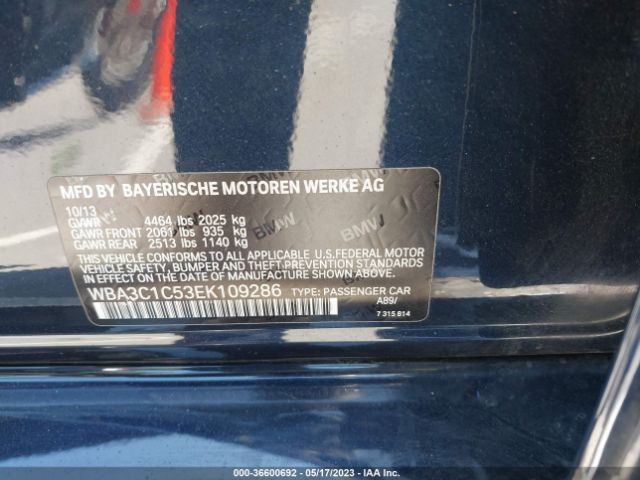 MFD BY BAYERISCHE MOTOREN WERKE AG
10/13
GVWR 4464 lbs 2025 kg
GAWR FRONT 2061 lbs 935 kg
GAWR REAR 2513 lbs 1140 kg
THIS VEHICLE CONFORMS TO ALL APPLICABLE U.S.FEDERAL MOTOR
VEHICLE SAFETY, BUMPER, AND THEFT PREVENTION STANDARDS
IN EFFECT ON THE DATE OF MANUFACTURE SHOWN ABOVE.
WBA3C1C53EK109286 TYPE: PASSENGER CAR
A89/
7 315 814
BMW
BMW
BMW
000-36600692 - 05/17/2023 - IAA Inc.